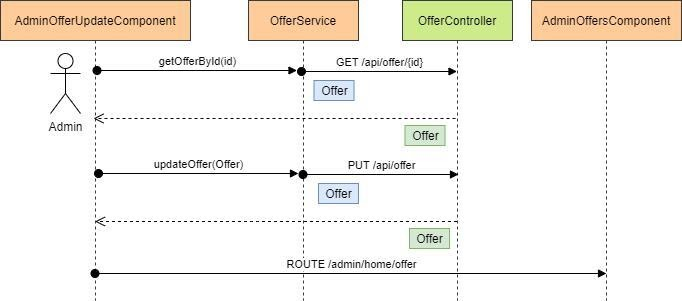 AdminOfferUpdateComponent
OfferService
OfferController
AdminOffersComponent
getOfferById(id)
GET /api/offer/{id}
Offer
Admin
Offer
updateOffer(Offer)
PUT /api/offer
Offer
Offer
ROUTE /admin/home/offer